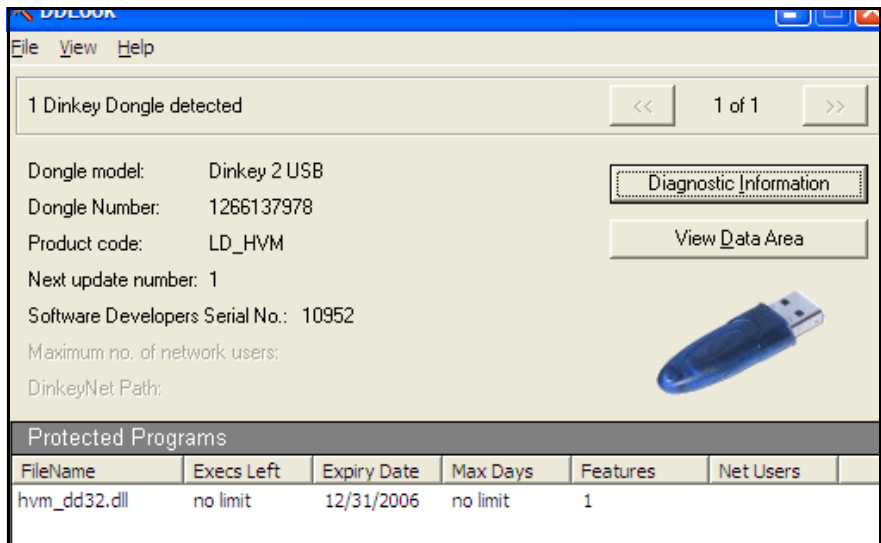 DDLook
File View Help
1 Dinkey Dongle detected << 1 of 1 >>
Dongle model: Dinkey 2 USB
Diagnostic Information
Dongle Number: 1266137978
Product code: LD_HVM
View Data Area
Next update number: 1
Software Developers Serial No.: 10952
Maximum no. of network users:
DinkeyNet Path:
Protected Programs
FileName Execs Left Expiry Date Max Days Features Net Users
hvm_dd32.dll no limit 12/31/2006 no limit 1